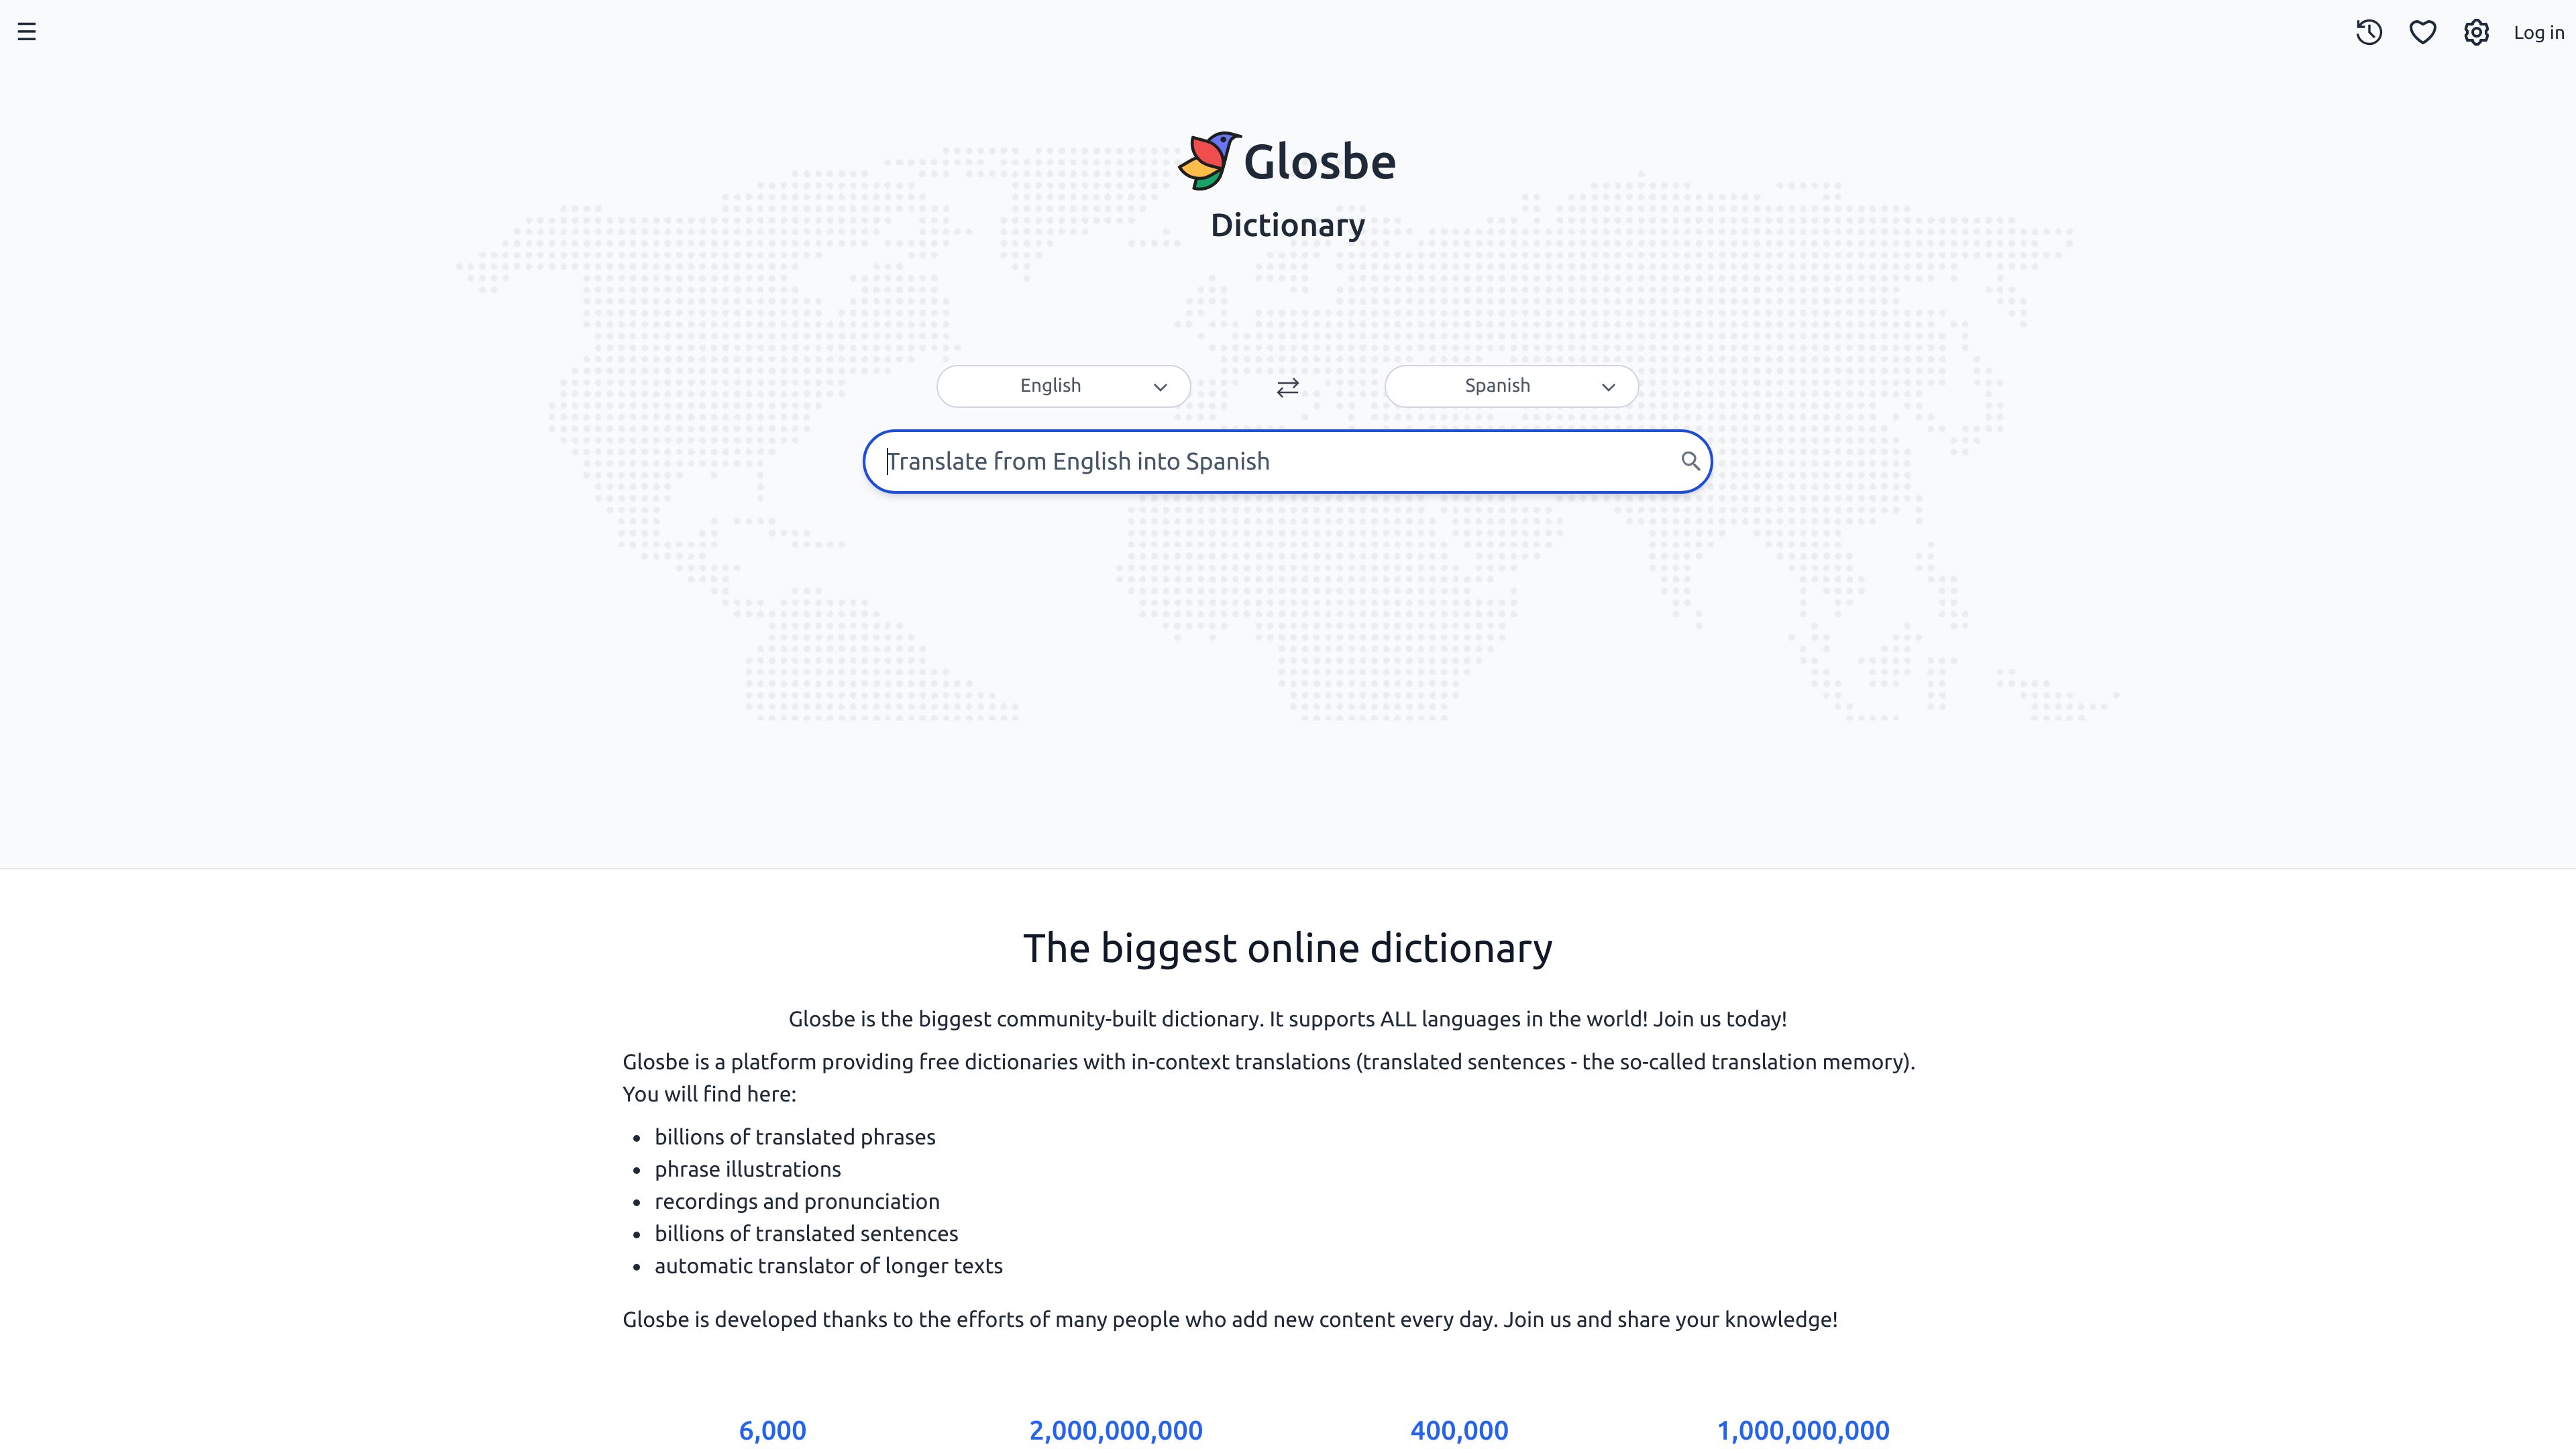 Log in
Glosbe
Dictionary
English
Spanish
Translate from English into Spanish
The biggest online dictionary
Glosbe is the biggest community-built dictionary. It supports ALL languages in the world! Join us today!
Glosbe is a platform providing free dictionaries with in-context translations (translated sentences - the so-called translation memory).
You will find here:
• billions of translated phrases
• phrase illustrations
• recordings and pronunciation
• billions of translated sentences
• automatic translator of longer texts
Glosbe is developed thanks to the efforts of many people who add new content every day. Join us and share your knowledge!
6,000 2,000,000,000 400,000 1,000,000,000